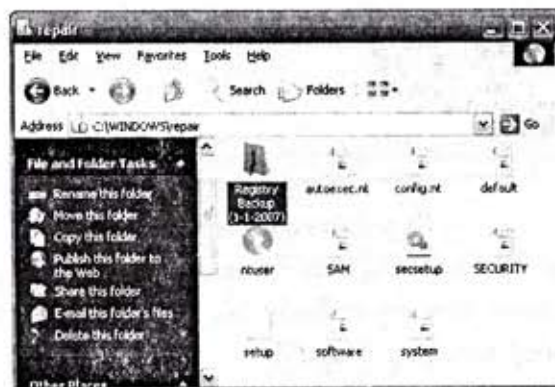 repair
File Edit View Favorites Tools Help
Back Search Folders
Address C:\WINDOWS\repair Go
File and Folder Tasks
Rename this folder
Move this folder
Copy this folder
Publish this folder to
the Web
Share this folder
E-mail this folder's files
Delete this folder
Other Places
Registry
Backup
(1-1-2007)
autoexec.nt
config.nt
default
ntuser
SAM
secsetup
SECURITY
setup
software
system